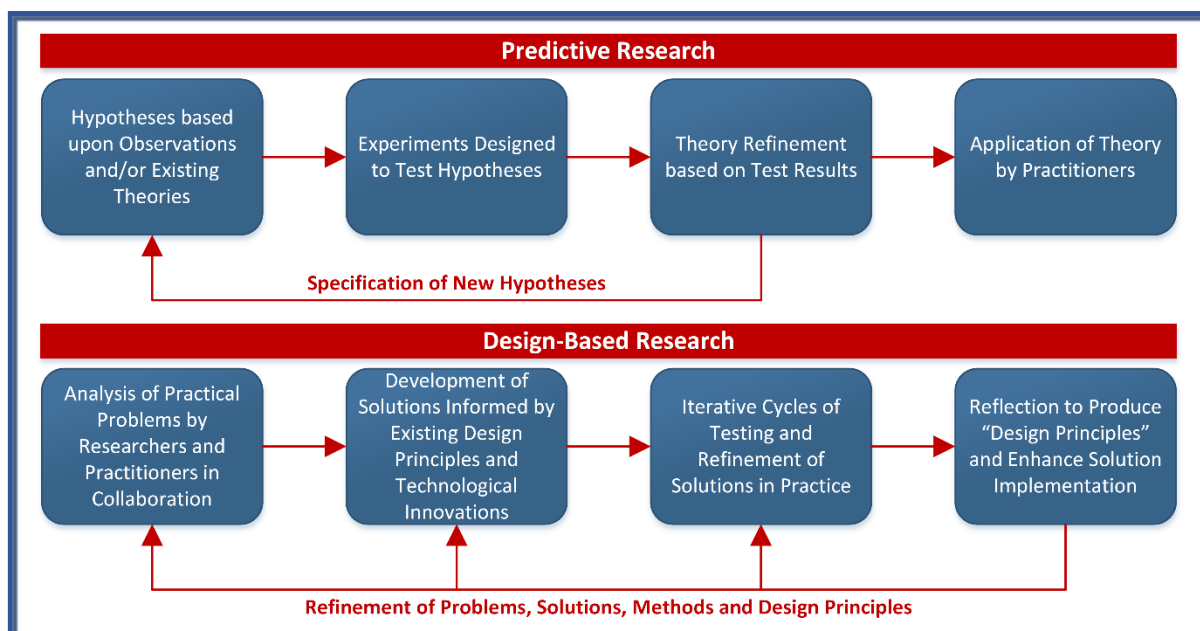 Predictive Research
Hypotheses based
upon Observations
and/or Existing
Theories
Experiments Designed
to Test Hypotheses
Theory Refinement
based on Test Results
Application of Theory
by Practitioners
Specification of New Hypotheses
Design-Based Research
Analysis of Practical
Problems by
Researchers and
Practitioners in
Collaboration
Development of
Solutions Informed by
Existing Design
Principles and
Technological
Innovations
Iterative Cycles of
Testing and
Refinement of
Solutions in Practice
Reflection to Produce
“Design Principles”
and Enhance Solution
Implementation
Refinement of Problems, Solutions, Methods and Design Principles